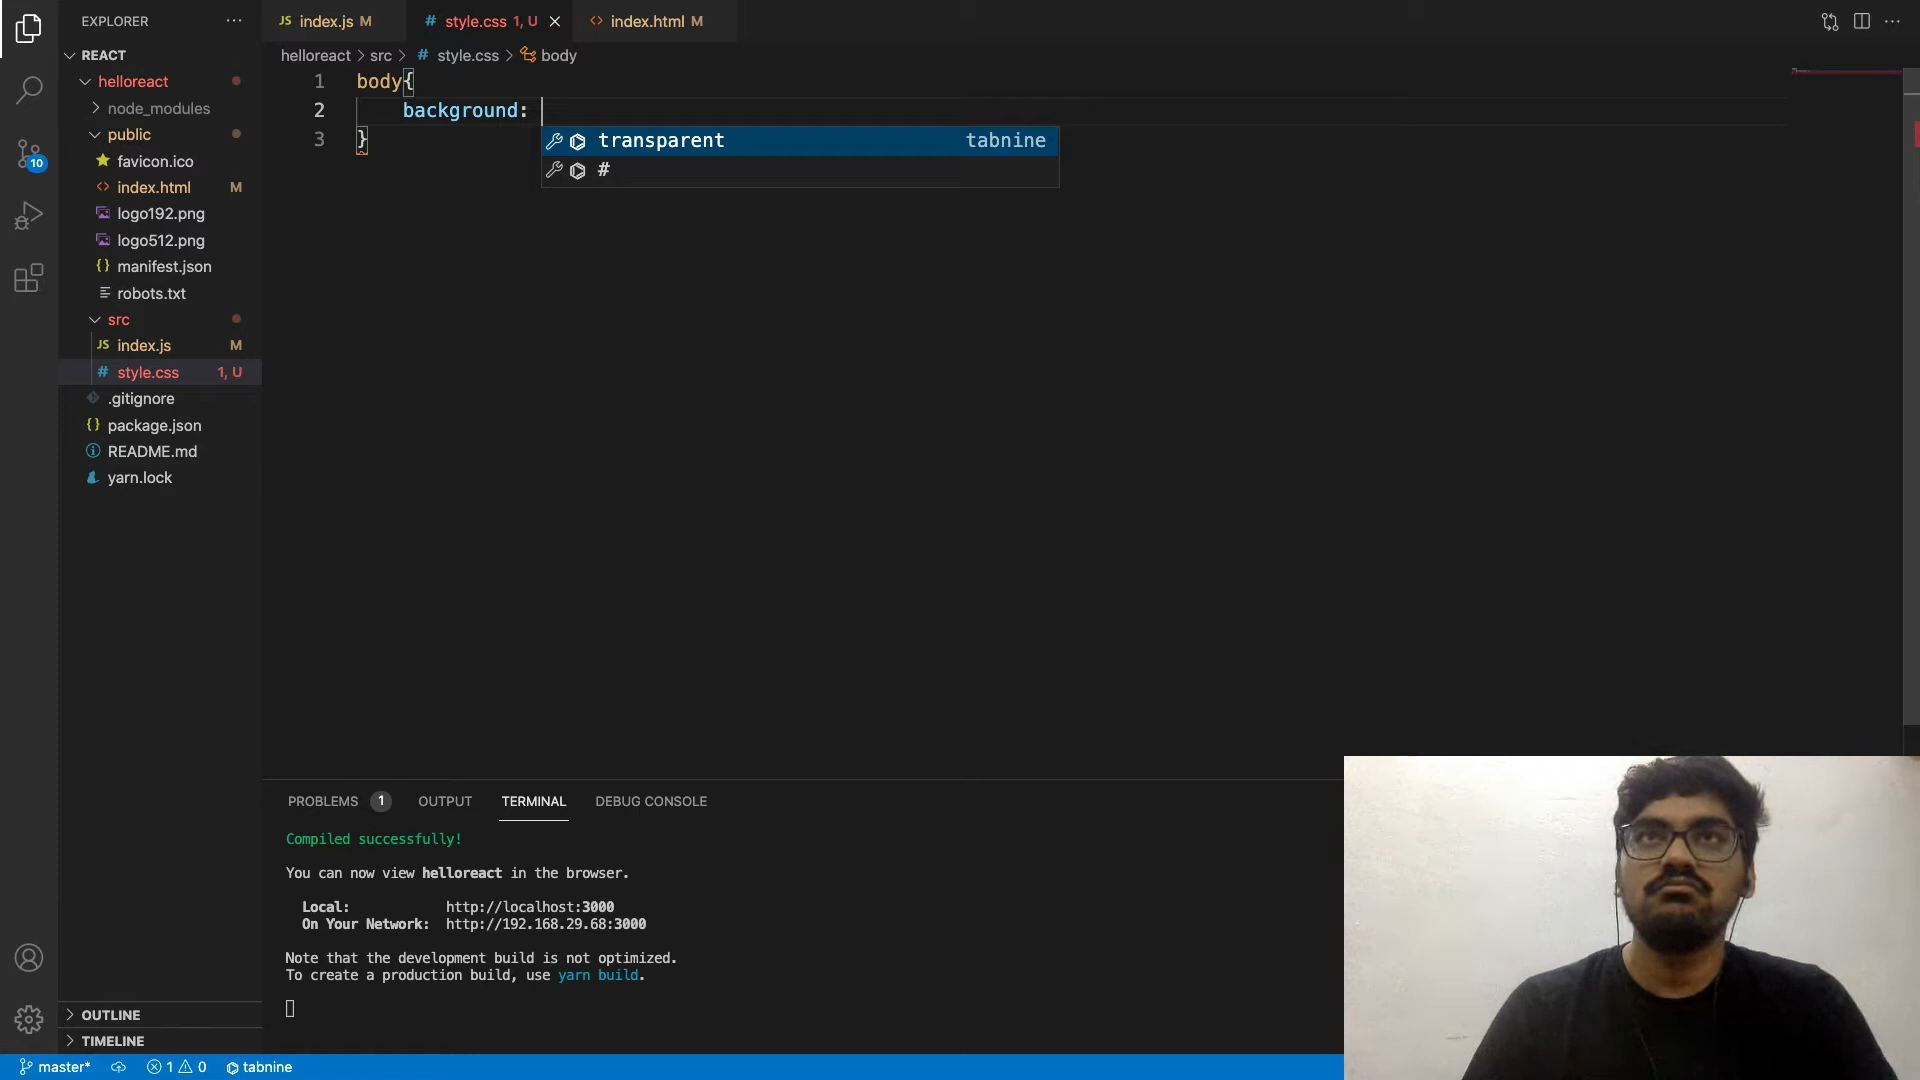 EXPLORER
REACT
helloreact
node_modules
public
favicon.ico
index.html M
logo192.png
logo512.png
manifest.json
robots.txt
src
index.js M
style.css 1, U
.gitignore
package.json
README.md
yarn.lock
OUTLINE
TIMELINE
10
JS index.js M
# style.css 1, U
<> index.html M
helloreact > src > # style.css > body
1 body{
2 background:
3 }
transparent tabnine
#
PROBLEMS 1 OUTPUT TERMINAL DEBUG CONSOLE
Compiled successfully!
You can now view helloreact in the browser.
Local: http://localhost:3000
On Your Network: http://192.168.29.68:3000
Note that the development build is not optimized.
To create a production build, use yarn build.
master* 1 0 tabnine